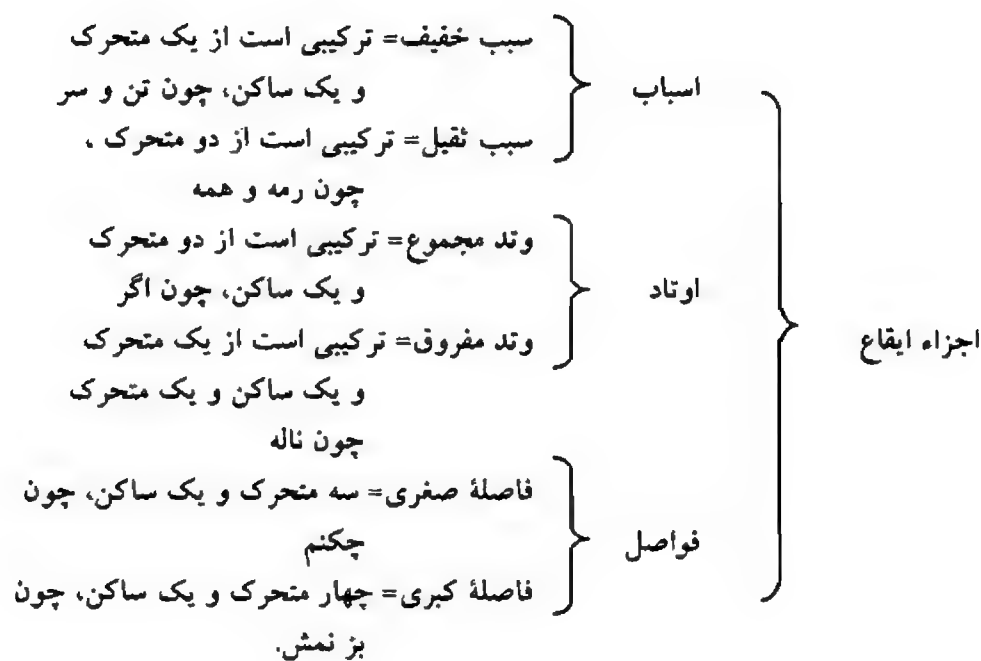 سبب خفیف= ترکیبی است از یک متحرک
و یک ساکن، چون تن و سر
اسباب
سبب ثقیل= ترکیبی است از دو متحرک ،
چون رمه و همه
وتد مجموع= ترکیبی است از دو متحرک
و یک ساکن، چون اگر
اوتاد
وتد مفروق= ترکیبی است از یک متحرک
و یک ساکن و یک متحرک
چون ناله
اجزاء ایقاع
فاصلهٔ صغری= سه متحرک و یک ساکن، چون
چکنم
فواصل
فاصلهٔ کبری= چهار متحرک و یک ساکن، چون
بز نمش.